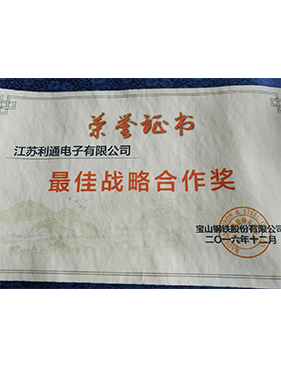 荣誉证书
江苏利通电子有限公司
最佳战略合作奖
宝山钢铁股份有限公司
二〇一六年十二月